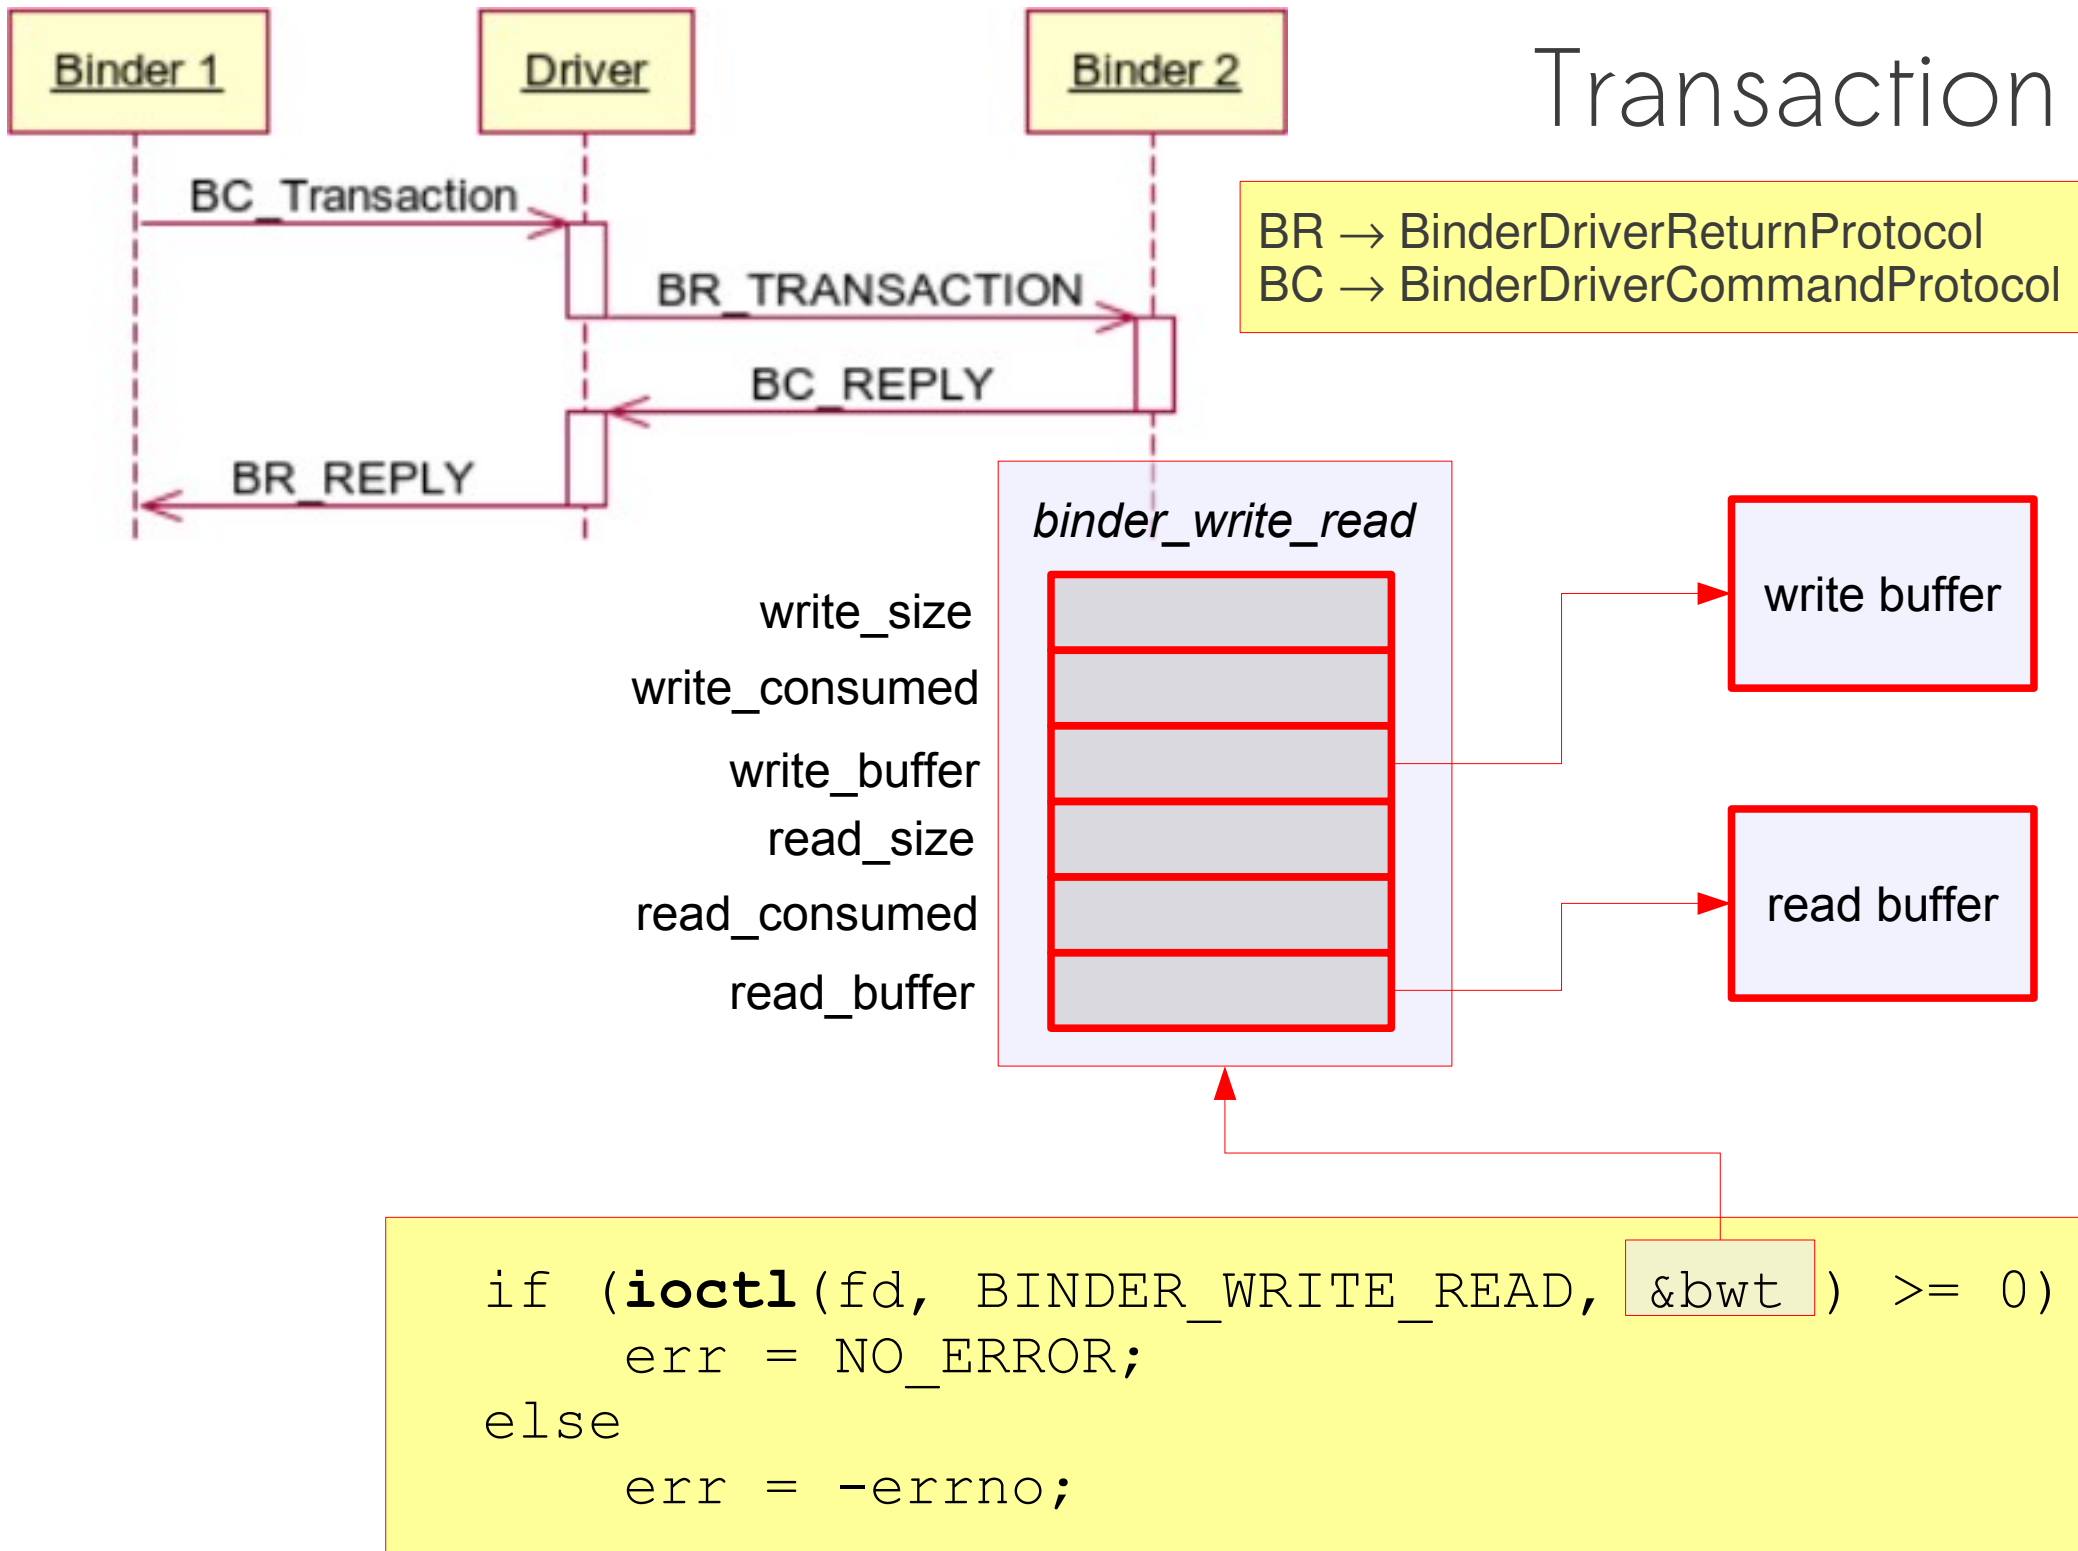 Transaction
Binder 1
Driver
Binder 2
BC_Transaction
BR_TRANSACTION
BC_REPLY
BR_REPLY
BR → BinderDriverReturnProtocol
BC → BinderDriverCommandProtocol
binder_write_read
write_size
write_consumed
write_buffer
read_size
read_consumed
read_buffer
write buffer
read buffer
if (ioctl(fd, BINDER_WRITE_READ, &bwt ) >= 0)
err = NO_ERROR;
else
err = -errno;